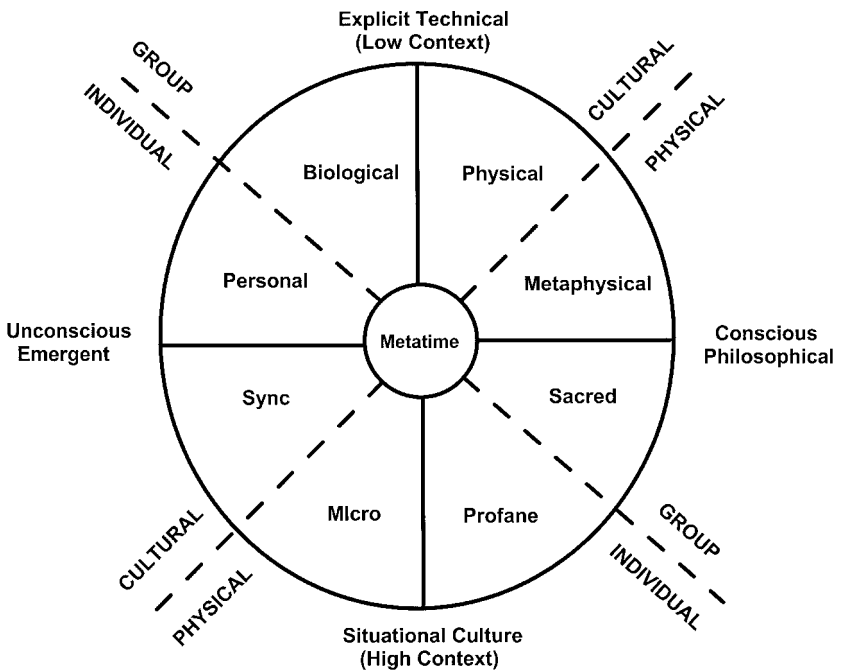 Explicit Technical
(Low Context)
GROUP
INDIVIDUAL
CULTURAL
PHYSICAL
Biological
Physical
Personal
Metaphysical
Unconscious
Emergent
Metatime
Conscious
Philosophical
Sync
Sacred
MIcro
Profane
CULTURAL
PHYSICAL
GROUP
INDIVIDUAL
Situational Culture
(High Context)